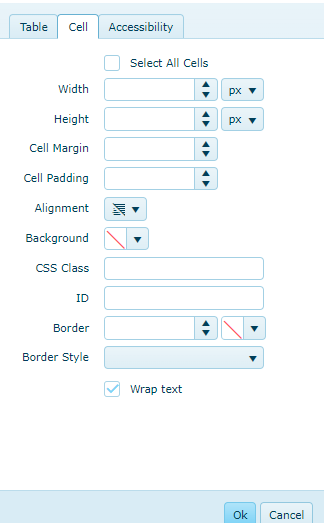 Table Cell Accessibility
Select All Cells
Width px
Height px
Cell Margin
Cell Padding
Alignment
Background
CSS Class
ID
Border
Border Style
Wrap text
Ok Cancel